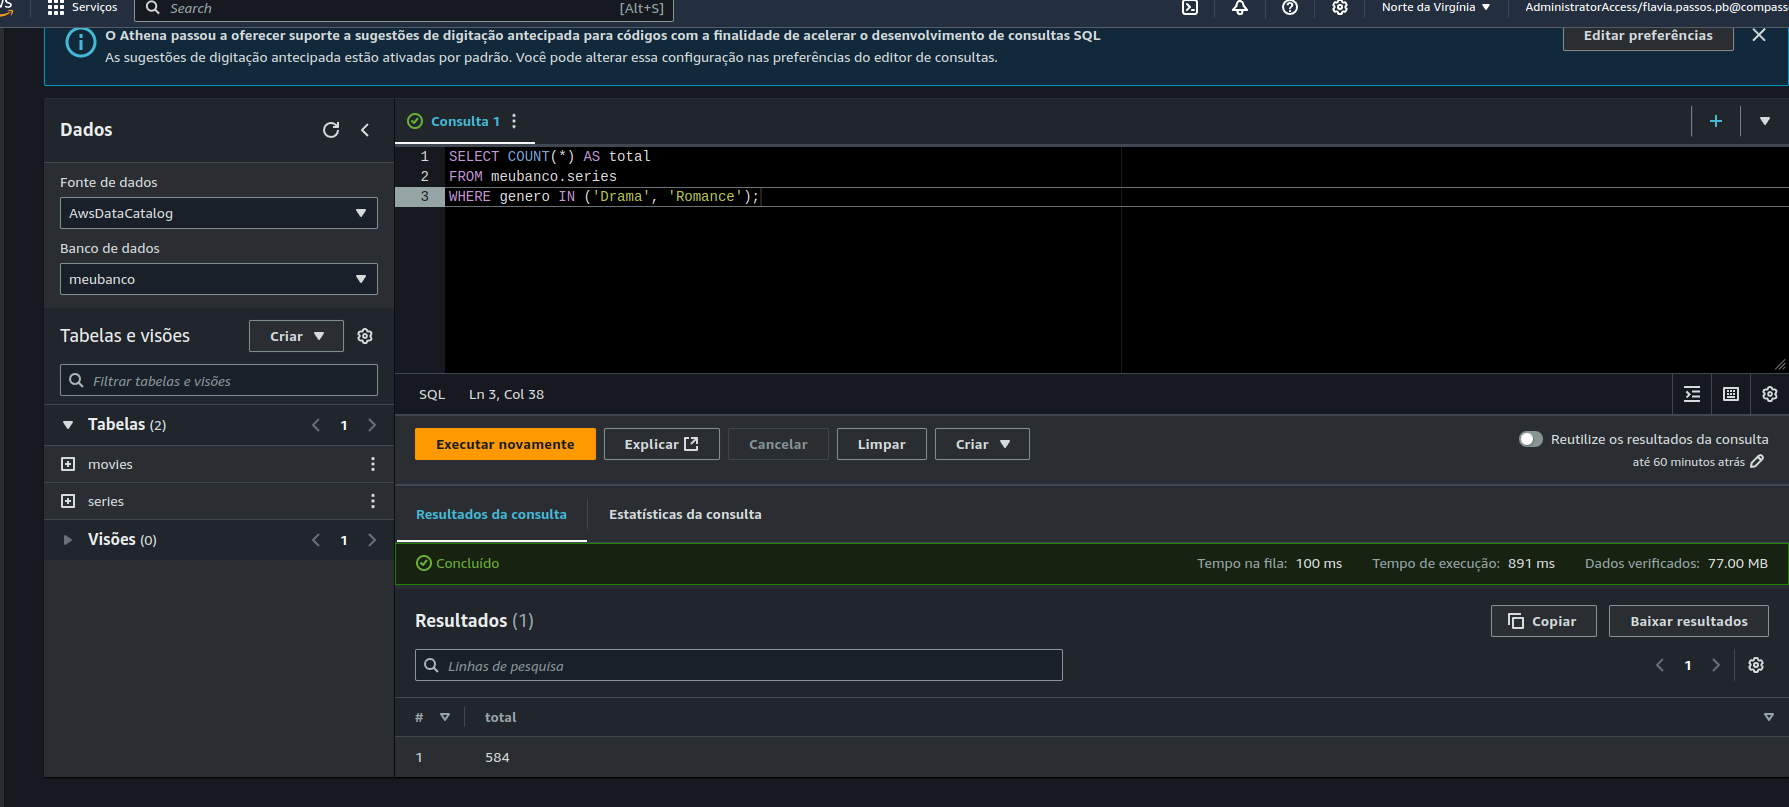 Serviços
Search
[Alt+S]
Norte da Virgínia
AdministratorAccess/flavia.passos.pb@compass
O Athena passou a oferecer suporte a sugestões de digitação antecipada para códigos com a finalidade de acelerar o desenvolvimento de consultas SQL
As sugestões de digitação antecipada estão ativadas por padrão. Você pode alterar essa configuração nas preferências do editor de consultas.
Editar preferências
Dados
Fonte de dados
AwsDataCatalog
Banco de dados
meubanco
Tabelas e visões
Criar
Filtrar tabelas e visões
Tabelas (2)
1
movies
series
Visões (0)
1
Consulta 1
1 SELECT COUNT(*) AS total
2 FROM meubanco.series
3 WHERE genero IN ('Drama', 'Romance');
SQL
Ln 3, Col 38
Executar novamente
Explicar
Cancelar
Limpar
Criar
Reutilize os resultados da consulta
até 60 minutos atrás
Resultados da consulta
Estatísticas da consulta
Concluído
Tempo na fila: 100 ms
Tempo de execução: 891 ms
Dados verificados: 77.00 MB
Resultados (1)
Copiar
Baixar resultados
Linhas de pesquisa
1
# total
1 584